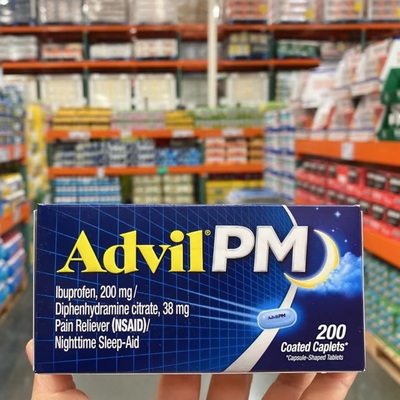 Advil® PM
Ibuprofen, 200 mg/
Diphenhydramine citrate, 38 mg
Pain Reliever (NSAID)/
Nighttime Sleep-Aid
Advil PM
200
Coated Caplets*
*Capsule-Shaped Tablets